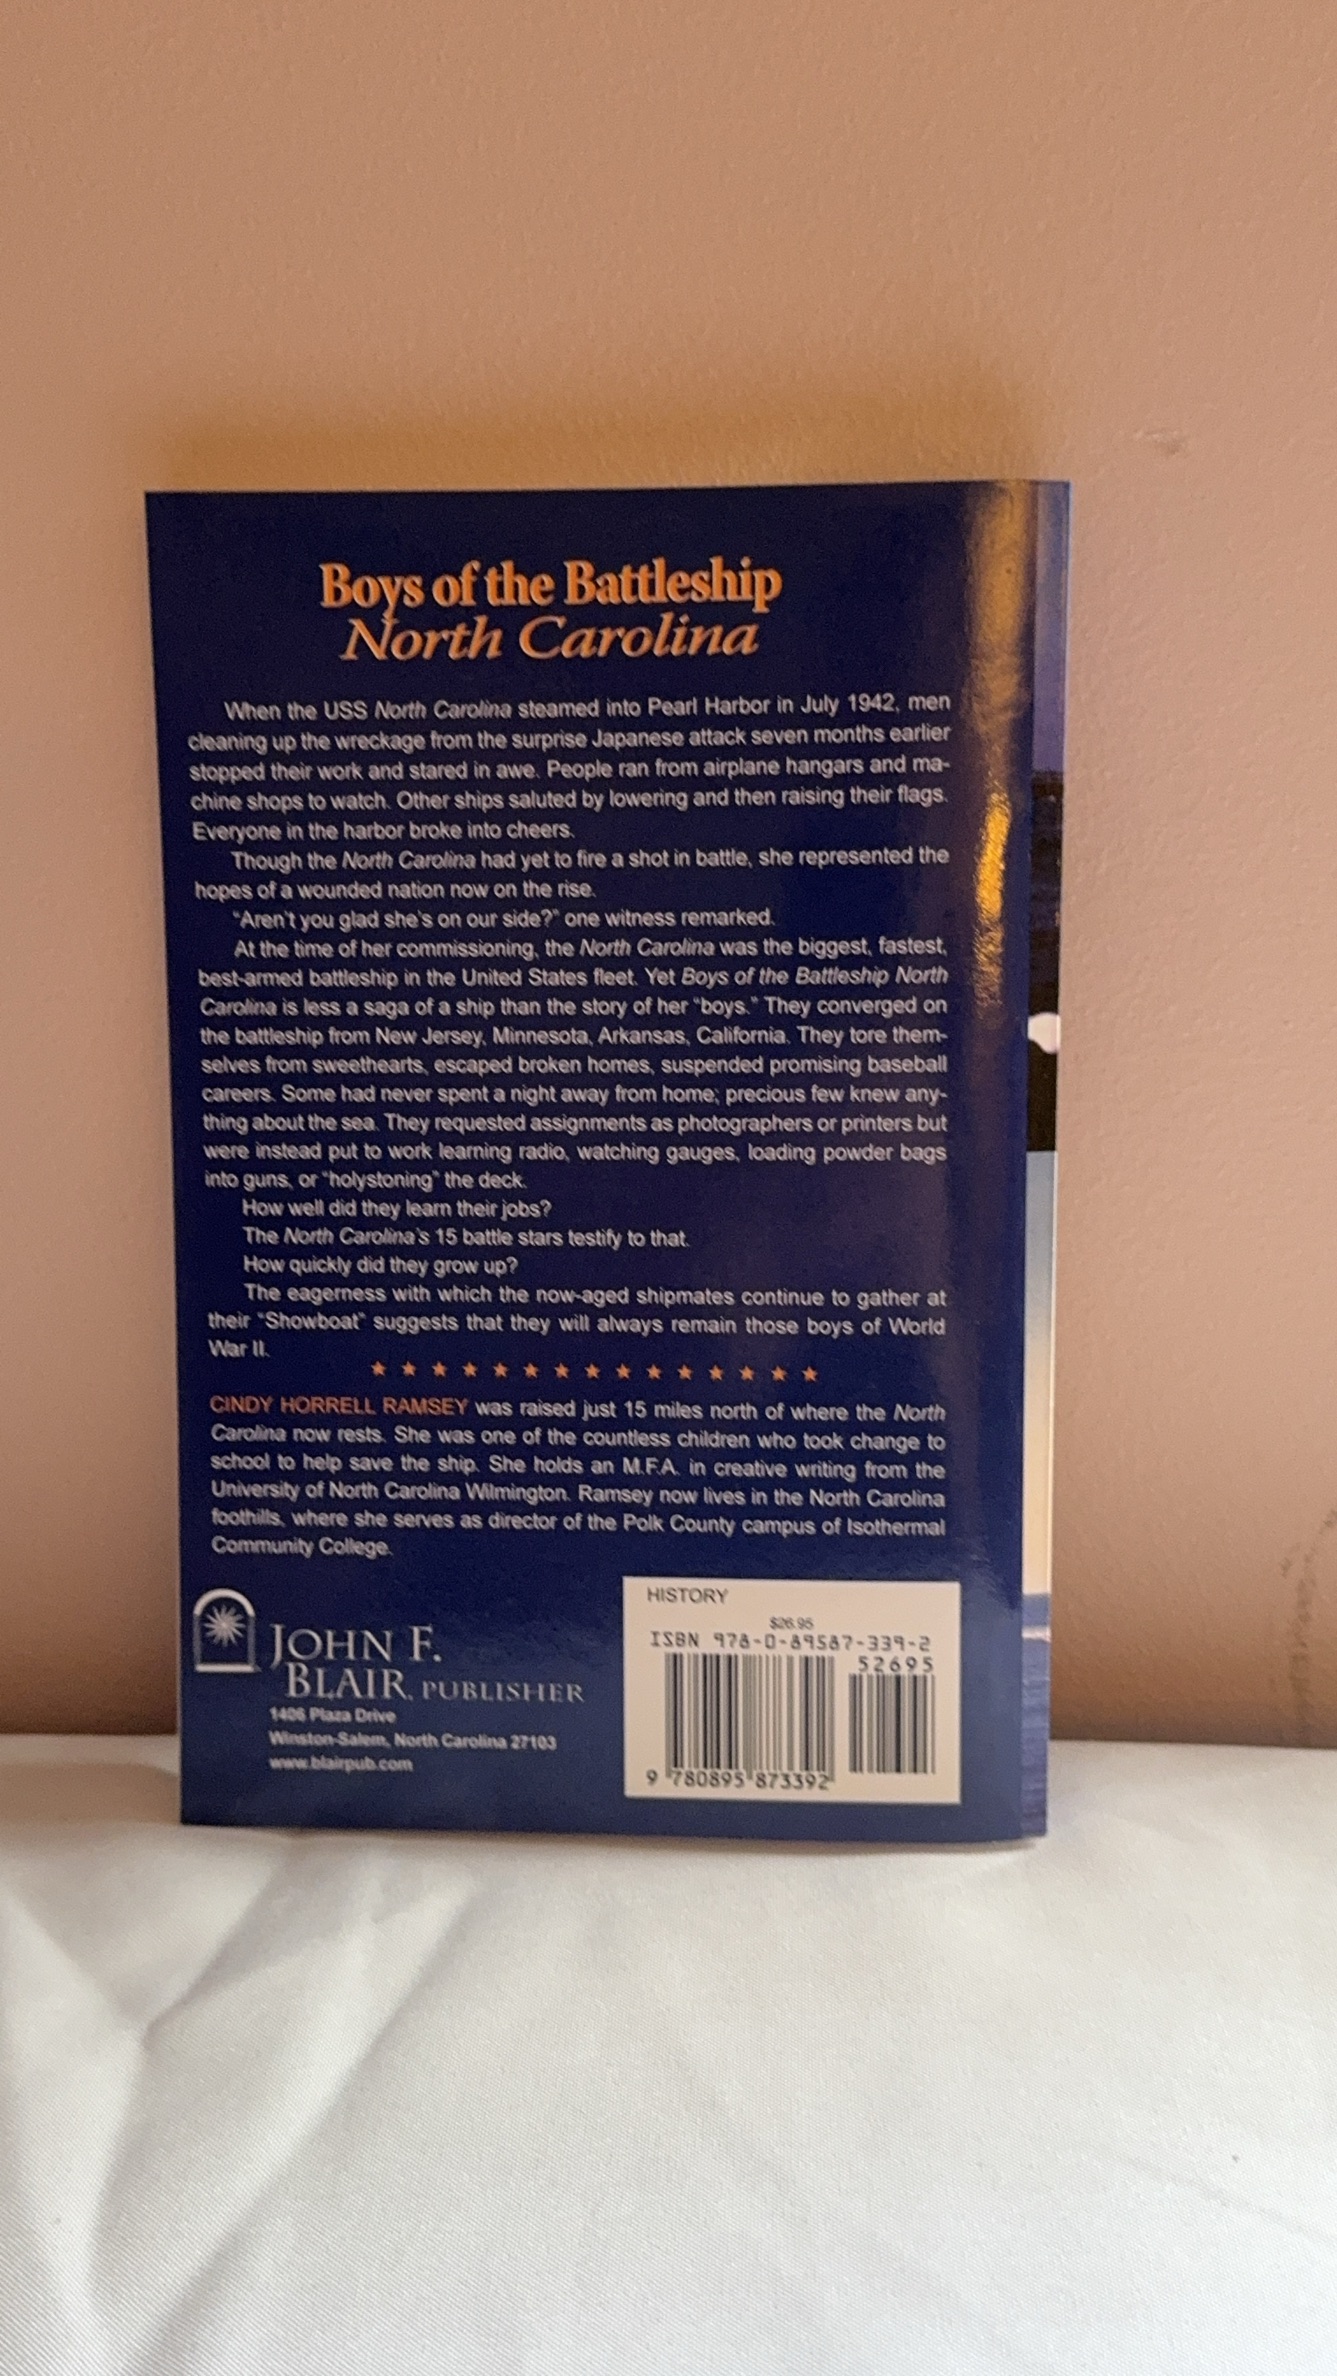 Boys of the Battleship
North Carolina
When the USS North Carolina steamed into Pearl Harbor in July 1942, men
cleaning up the wreckage from the surprise Japanese attack seven months earlier
stopped their work and stared in awe. People ran from airplane hangars and ma-
chine shops to watch. Other ships saluted by lowering and then raising their flags.
Everyone in the harbor broke into cheers.
Though the North Carolina had yet to fire a shot in battle, she represented the
hopes of a wounded nation now on the rise.
"Aren't you glad she's on our side?" one witness remarked.
At the time of her commissioning, the North Carolina was the biggest, fastest,
best-armed battleship in the United States fleet. Yet Boys of the Battleship North
Carolina is less a saga of a ship than the story of her "boys." They converged on
the battleship from New Jersey, Minnesota, Arkansas, California. They tore them-
selves from sweethearts, escaped broken homes, suspended promising baseball
careers. Some had never spent a night away from home; precious few knew any-
thing about the sea. They requested assignments as photographers or printers but
were instead put to work learning radio, watching gauges, loading powder bags
into guns, or "holystoning" the deck.
How well did they learn their jobs?
The North Carolina's 15 battle stars testify to that.
How quickly did they grow up?
The eagerness with which the now-aged shipmates continue to gather at
their "Showboat" suggests that they will always remain those boys of World
War II.
CINDY HORRELL RAMSEY was raised just 15 miles north of where the North
Carolina now rests. She was one of the countless children who took change to
school to help save the ship. She holds an M.F.A. in creative writing from the
University of North Carolina Wilmington. Ramsey now lives in the North Carolina
foothills, where she serves as director of the Polk County campus of Isothermal
Community College.
JOHN F.
BLAIR, PUBLISHER
1406 Plaza Drive
Winston-Salem, North Carolina 27103
www.blairpub.com
HISTORY
$26.95
ISBN 978-0-89587-339-2
52695
9 780895 873392